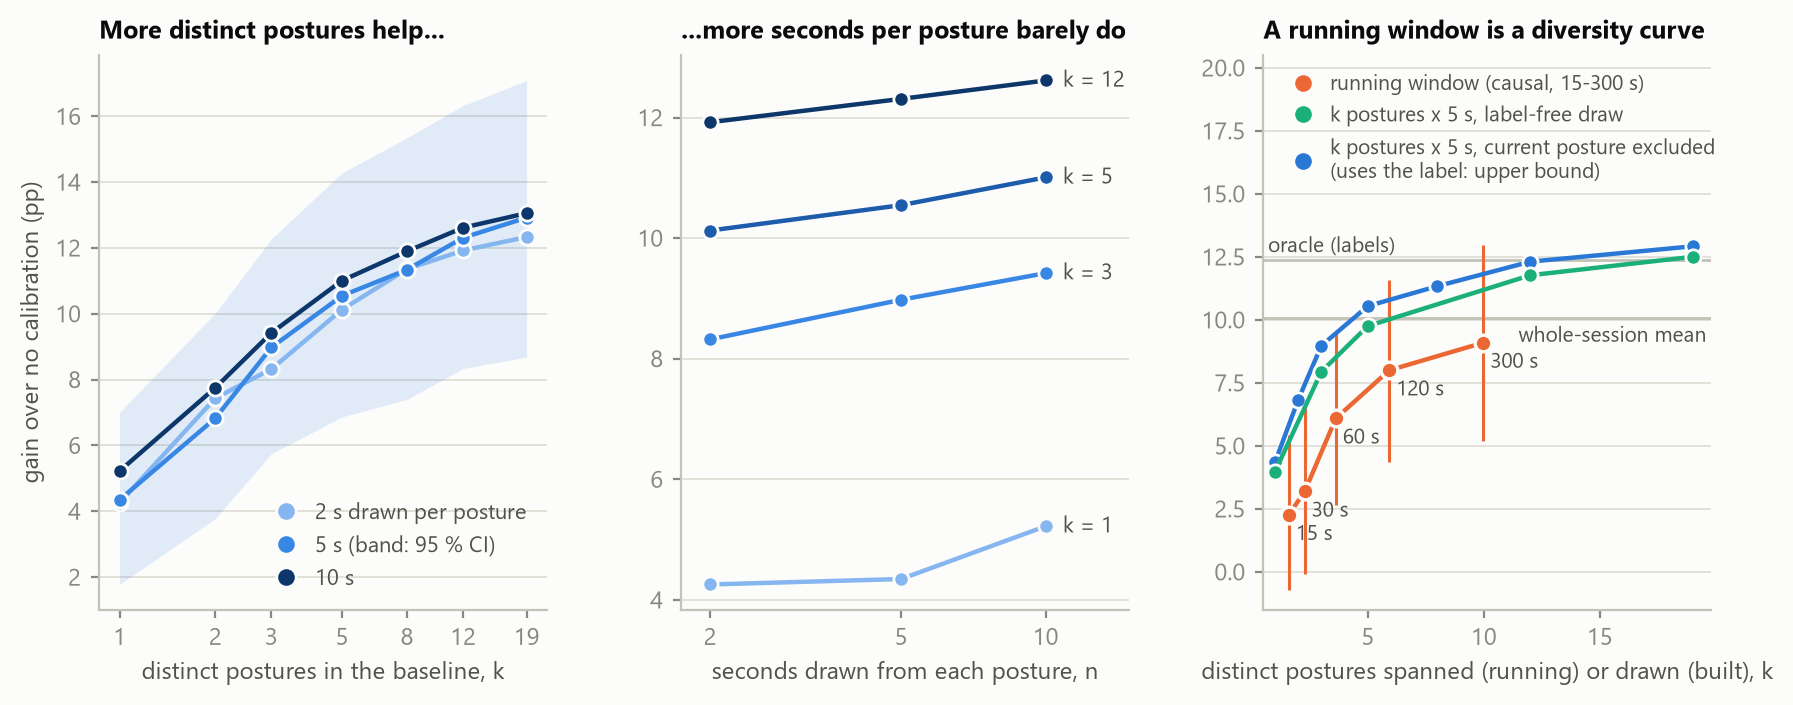 More distinct postures help...
gain over no calibration (pp)
16
14
12
10
8
6
4
2
2 s drawn per posture
5 s (band: 95 % CI)
10 s
1 2 3 5 8 12 19
distinct postures in the baseline, k
...more seconds per posture barely do
12
10
8
6
4
k = 12
k = 5
k = 3
k = 1
2 5 10
seconds drawn from each posture, n
A running window is a diversity curve
20.0
17.5
15.0
12.5
10.0
7.5
5.0
2.5
0.0
running window (causal, 15-300 s)
k postures x 5 s, label-free draw
k postures x 5 s, current posture excluded
(uses the label: upper bound)
oracle (labels)
whole-session mean
300 s
120 s
60 s
30 s
15 s
5 10 15
distinct postures spanned (running) or drawn (built), k